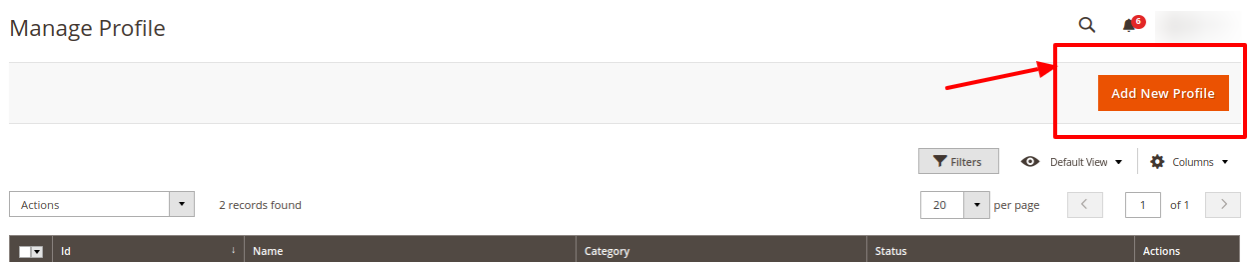 Manage Profile
6
Add New Profile
Filters
Default View
Columns
Actions
2 records found
20
per page
1
of 1
Id
Name
Category
Status
Actions